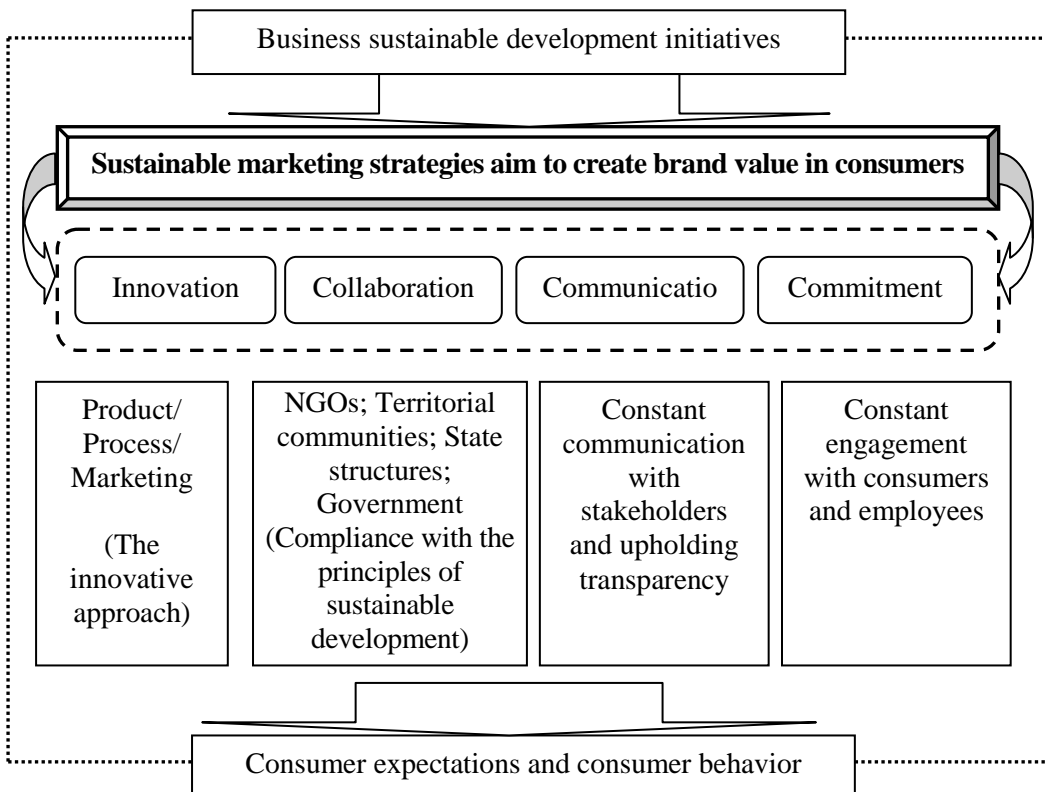 Business sustainable development initiatives
Sustainable marketing strategies aim to create brand value in consumers
Innovation
Collaboration
Communicatio
Commitment
Product/
Process/
Marketing
(The
innovative
approach)
NGOs; Territorial
communities; State
structures;
Government
(Compliance with the
principles of
sustainable
development)
Constant
communication
with
stakeholders
and upholding
transparency
Constant
engagement
with consumers
and employees
Consumer expectations and consumer behavior